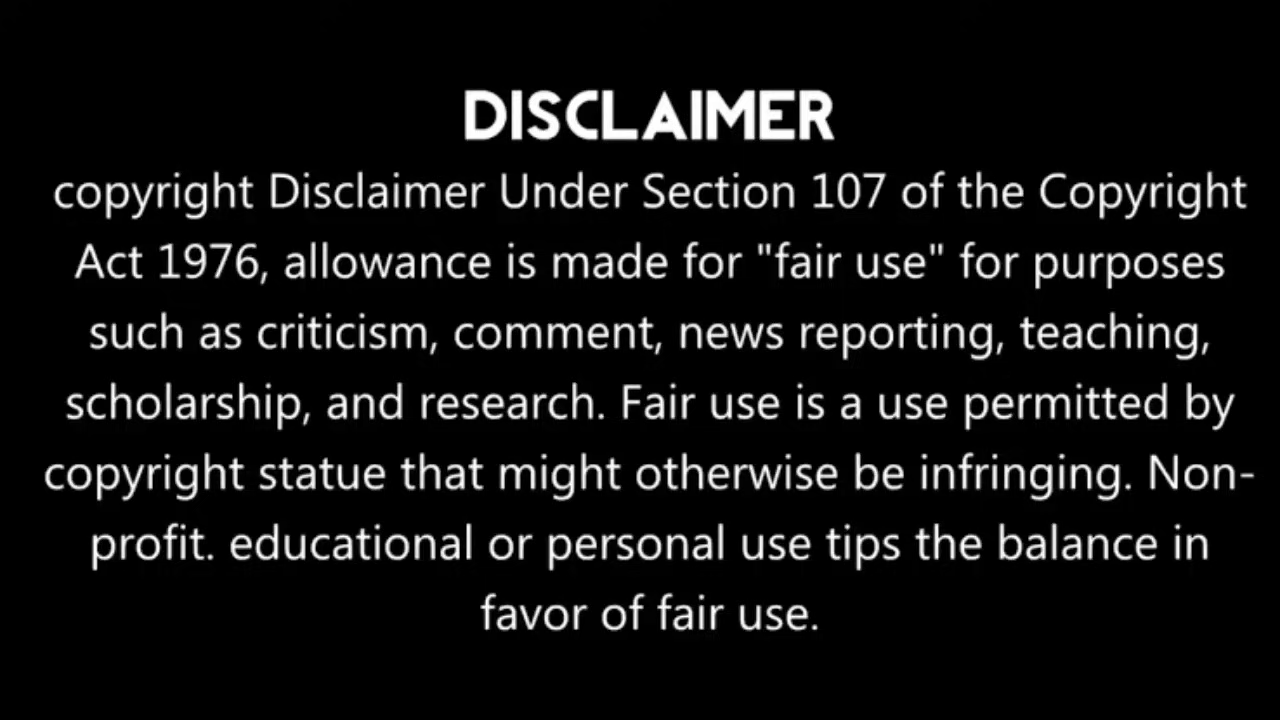 DISCLAIMER
copyright Disclaimer Under Section 107 of the Copyright
Act 1976, allowance is made for "fair use" for purposes
such as criticism, comment, news reporting, teaching,
scholarship, and research. Fair use is a use permitted by
copyright statue that might otherwise be infringing. Non-
profit. educational or personal use tips the balance in
favor of fair use.